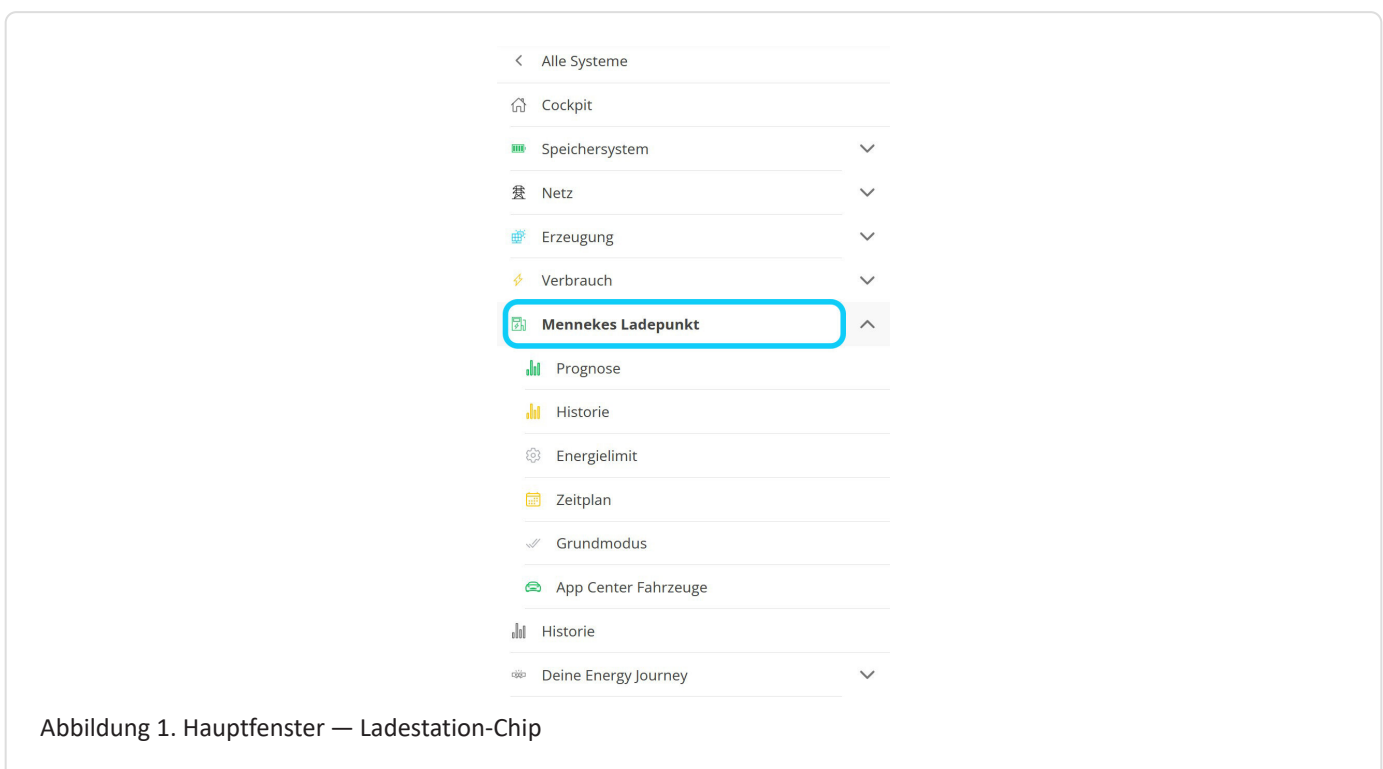 Alle Systeme
Cockpit
Speichersystem
Netz
Erzeugung
Verbrauch
Mennekes Ladepunkt
Prognose
Historie
Energielimit
Zeitplan
Grundmodus
App Center Fahrzeuge
Historie
Deine Energy Journey
Abbildung 1. Hauptfenster — Ladestation-Chip